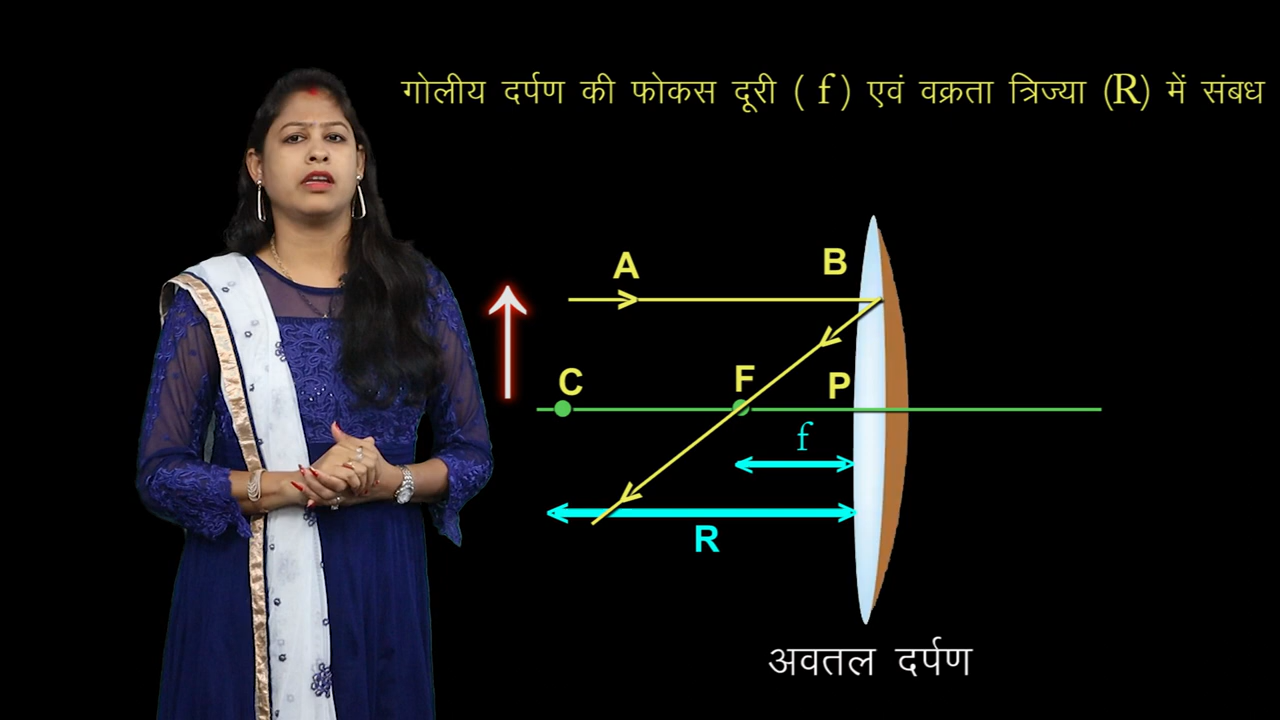 गोलीय दर्पण की फोकस दूरी ( f ) एवं वक्रता त्रिज्या (R) में संबध
A
B
C
F
P
f
R
अवतल दर्पण